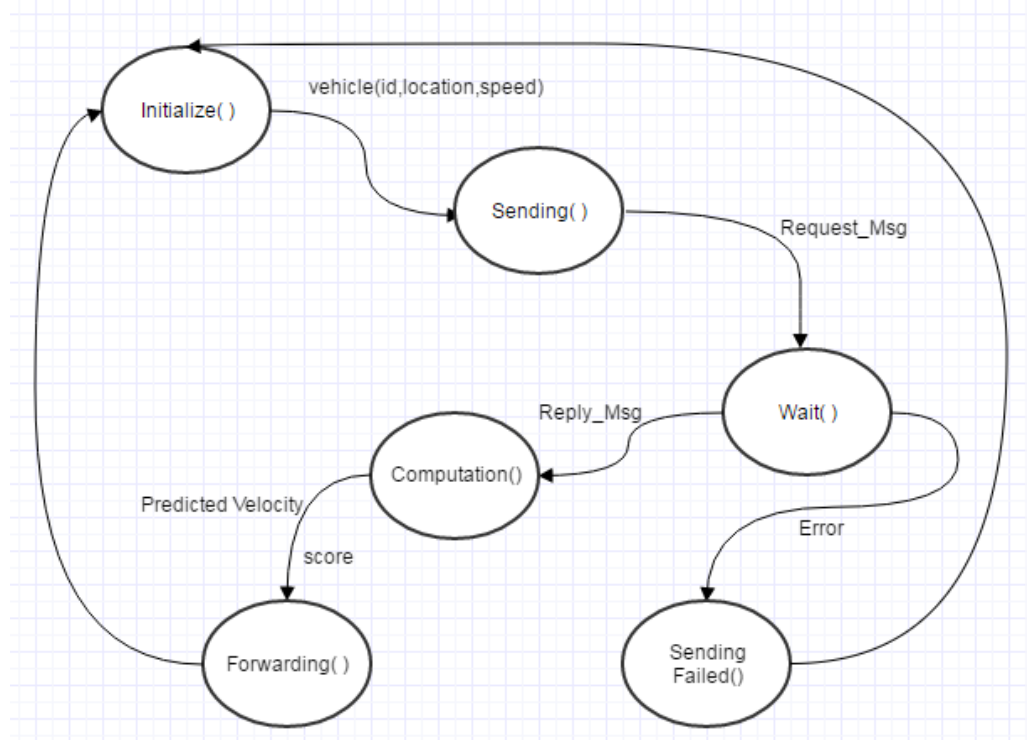 Initialize( )
vehicle(id,location,speed)
Sending( )
Request_Msg
Wait( )
Reply_Msg
Computation()
Predicted Velocity
score
Error
Forwarding( )
Sending
Failed()